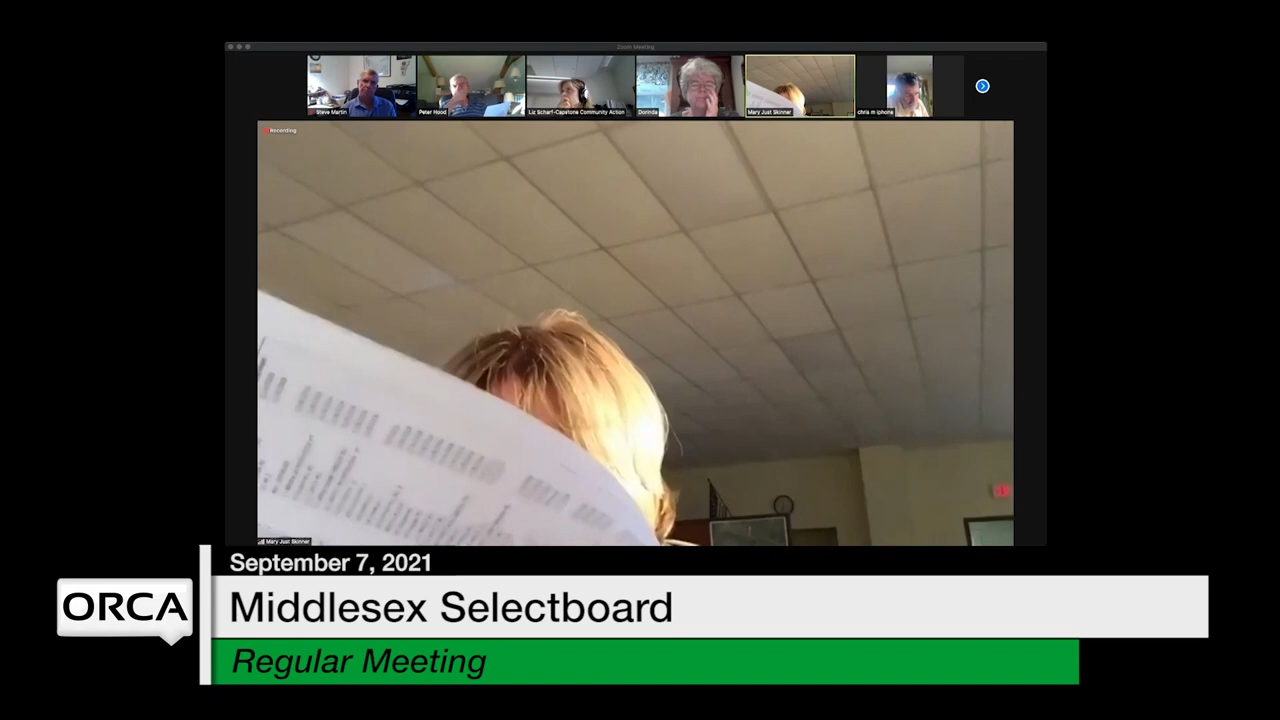 Zoom Meeting
Steve Martin
Peter Hood
Liz Scharf-Capstone Community Action
Dorinda
Mary Just Skinner
chris m iphone
Recording
Mary Just Skinner
September 7, 2021
ORCA
Middlesex Selectboard
Regular Meeting